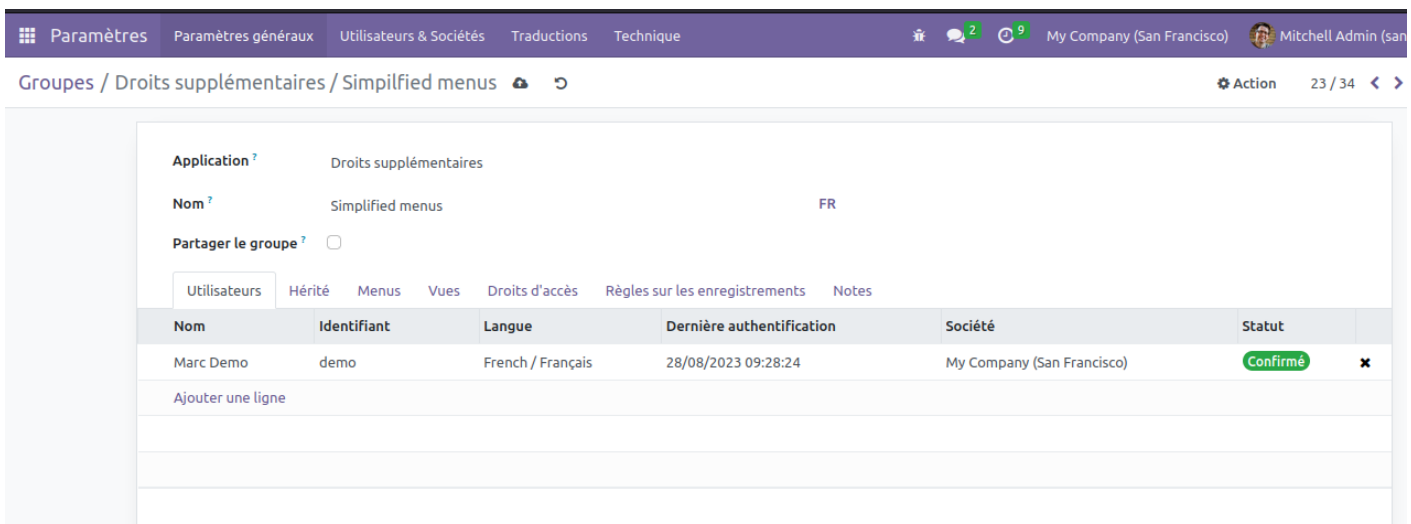 Paramètres Paramètres généraux Utilisateurs & Sociétés Traductions Technique 2 9 My Company (San Francisco) Mitchell Admin (san
Groupes / Droits supplémentaires / Simpilfied menus Action 23 / 34
Application ? Droits supplémentaires
Nom ? Simplified menus FR
Partager le groupe ?
Utilisateurs Hérité Menus Vues Droits d'accès Règles sur les enregistrements Notes
Nom Identifiant Langue Dernière authentification Société Statut
Marc Demo demo French / Français 28/08/2023 09:28:24 My Company (San Francisco) Confirmé
Ajouter une ligne